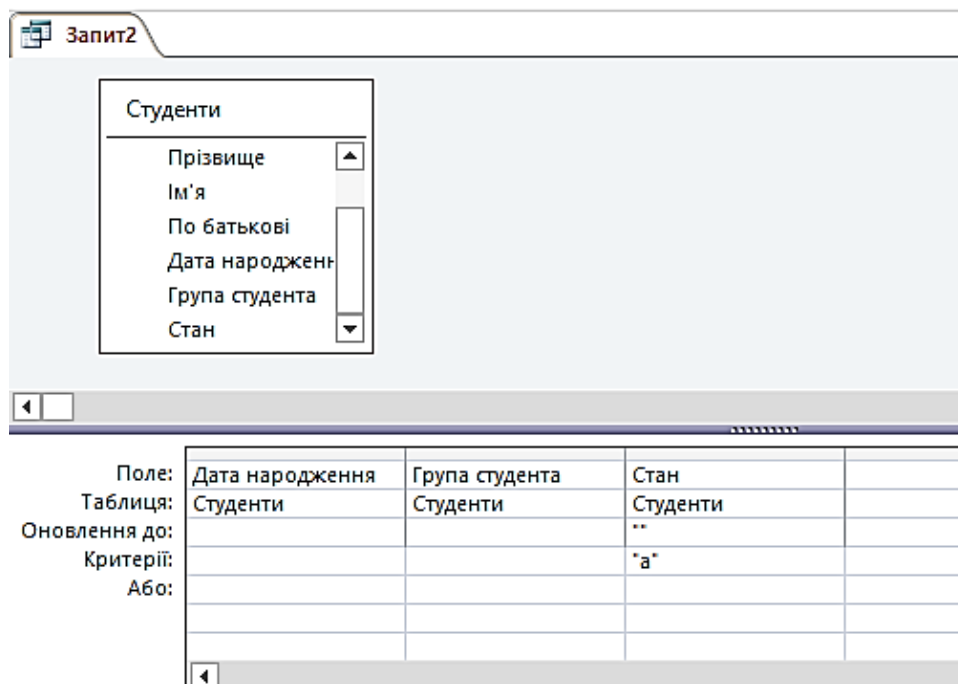 Запит2
Студенти
Прізвище
Ім'я
По батькові
Дата народженн
Група студента
Стан
Поле: Дата народження Група студента Стан
Таблиця: Студенти Студенти Студенти
Оновлення до: ""
Критерії: "а"
Або: